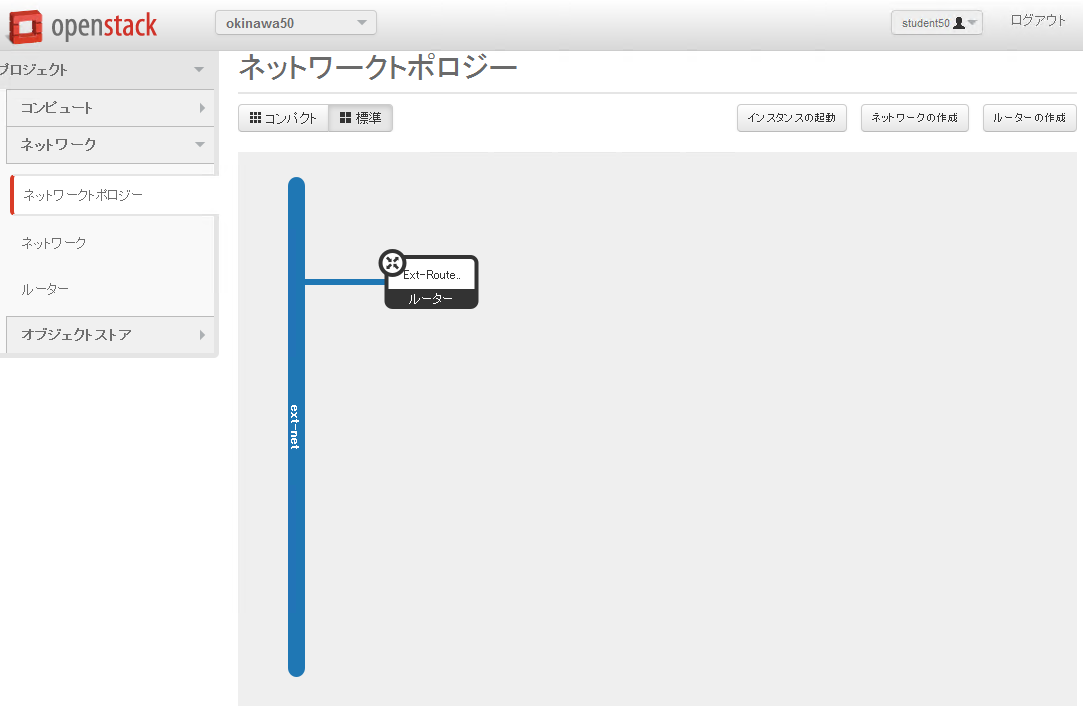 openstack
okinawa50
student50
ログアウト
プロジェクト
コンピュート
ネットワーク
ネットワークトポロジー
ネットワーク
ルーター
オブジェクトストア
ネットワークトポロジー
コンパクト
標準
インスタンスの起動
ネットワークの作成
ルーターの作成
Ext-Route..
ルーター
ext-net